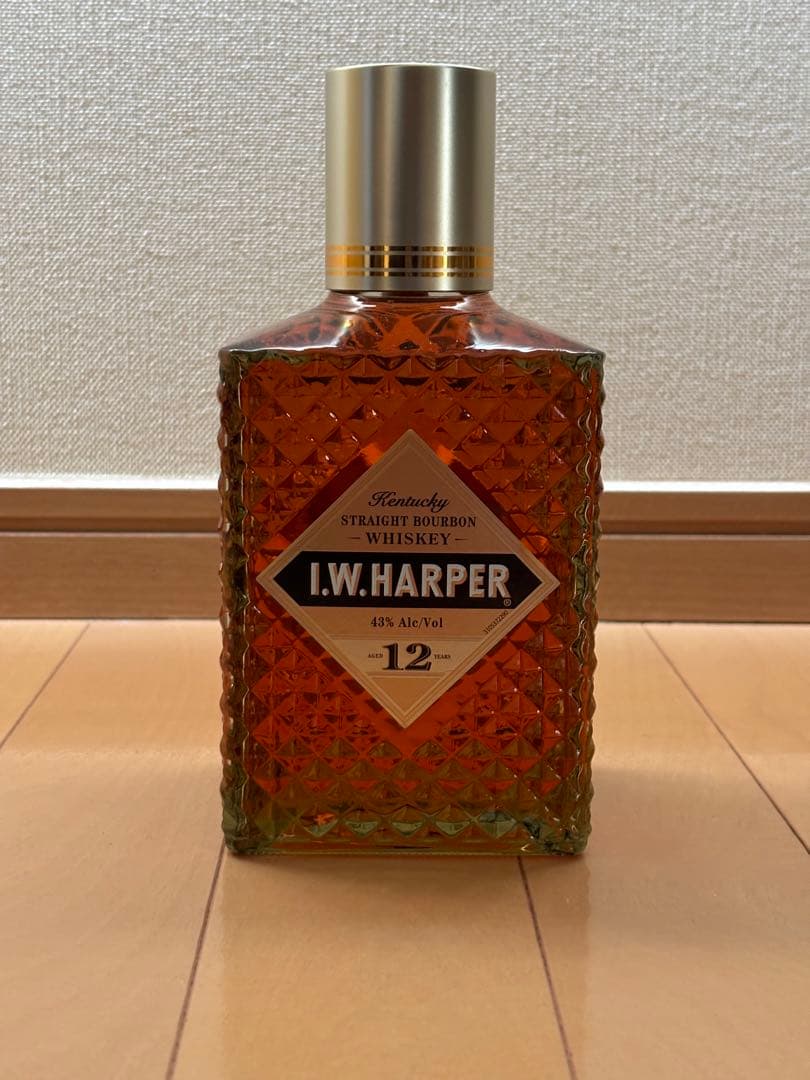 Kentucky
STRAIGHT BOURBON
– WHISKEY –
I.W.HARPER®
43% Alc/Vol
AGED 12 YEARS